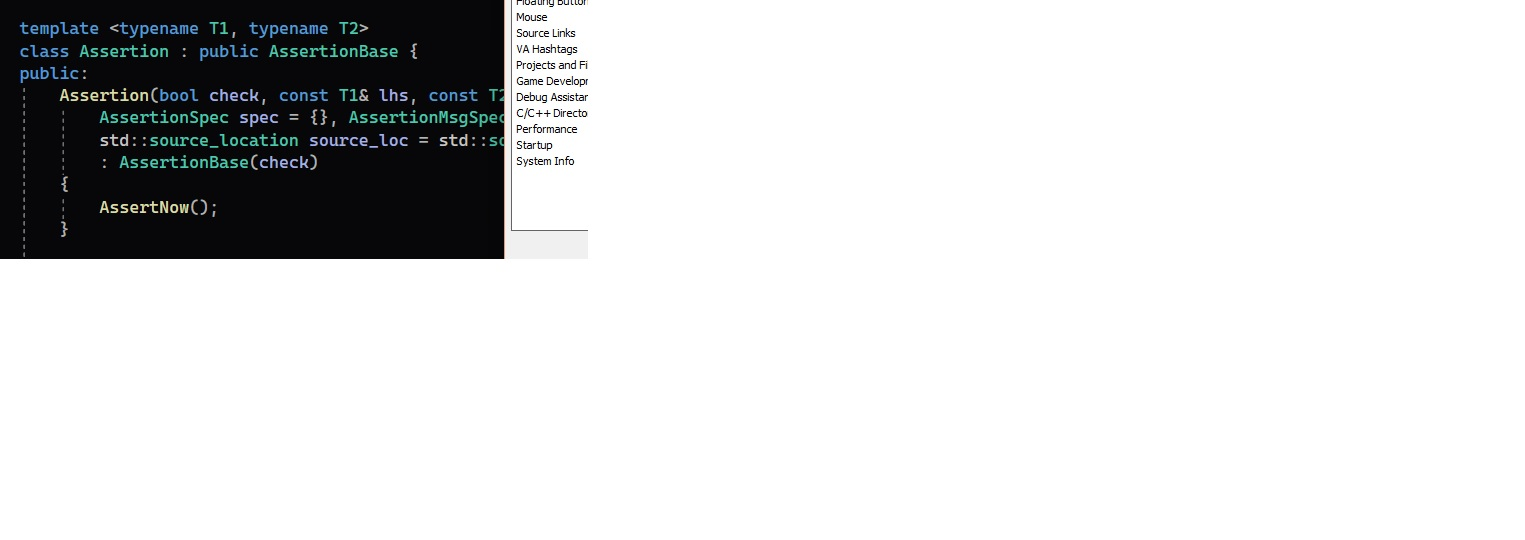 template <typename T1, typename T2>
class Assertion : public AssertionBase {
public:
Assertion(bool check, const T1& lhs, const T2
AssertionSpec spec = {}, AssertionMsgSpec
std::source_location source_loc = std::so
: AssertionBase(check)
{
AssertNow();
}
Floating Button
Mouse
Source Links
VA Hashtags
Projects and Fi
Game Develop
Debug Assistan
C/C++ Directo
Performance
Startup
System Info